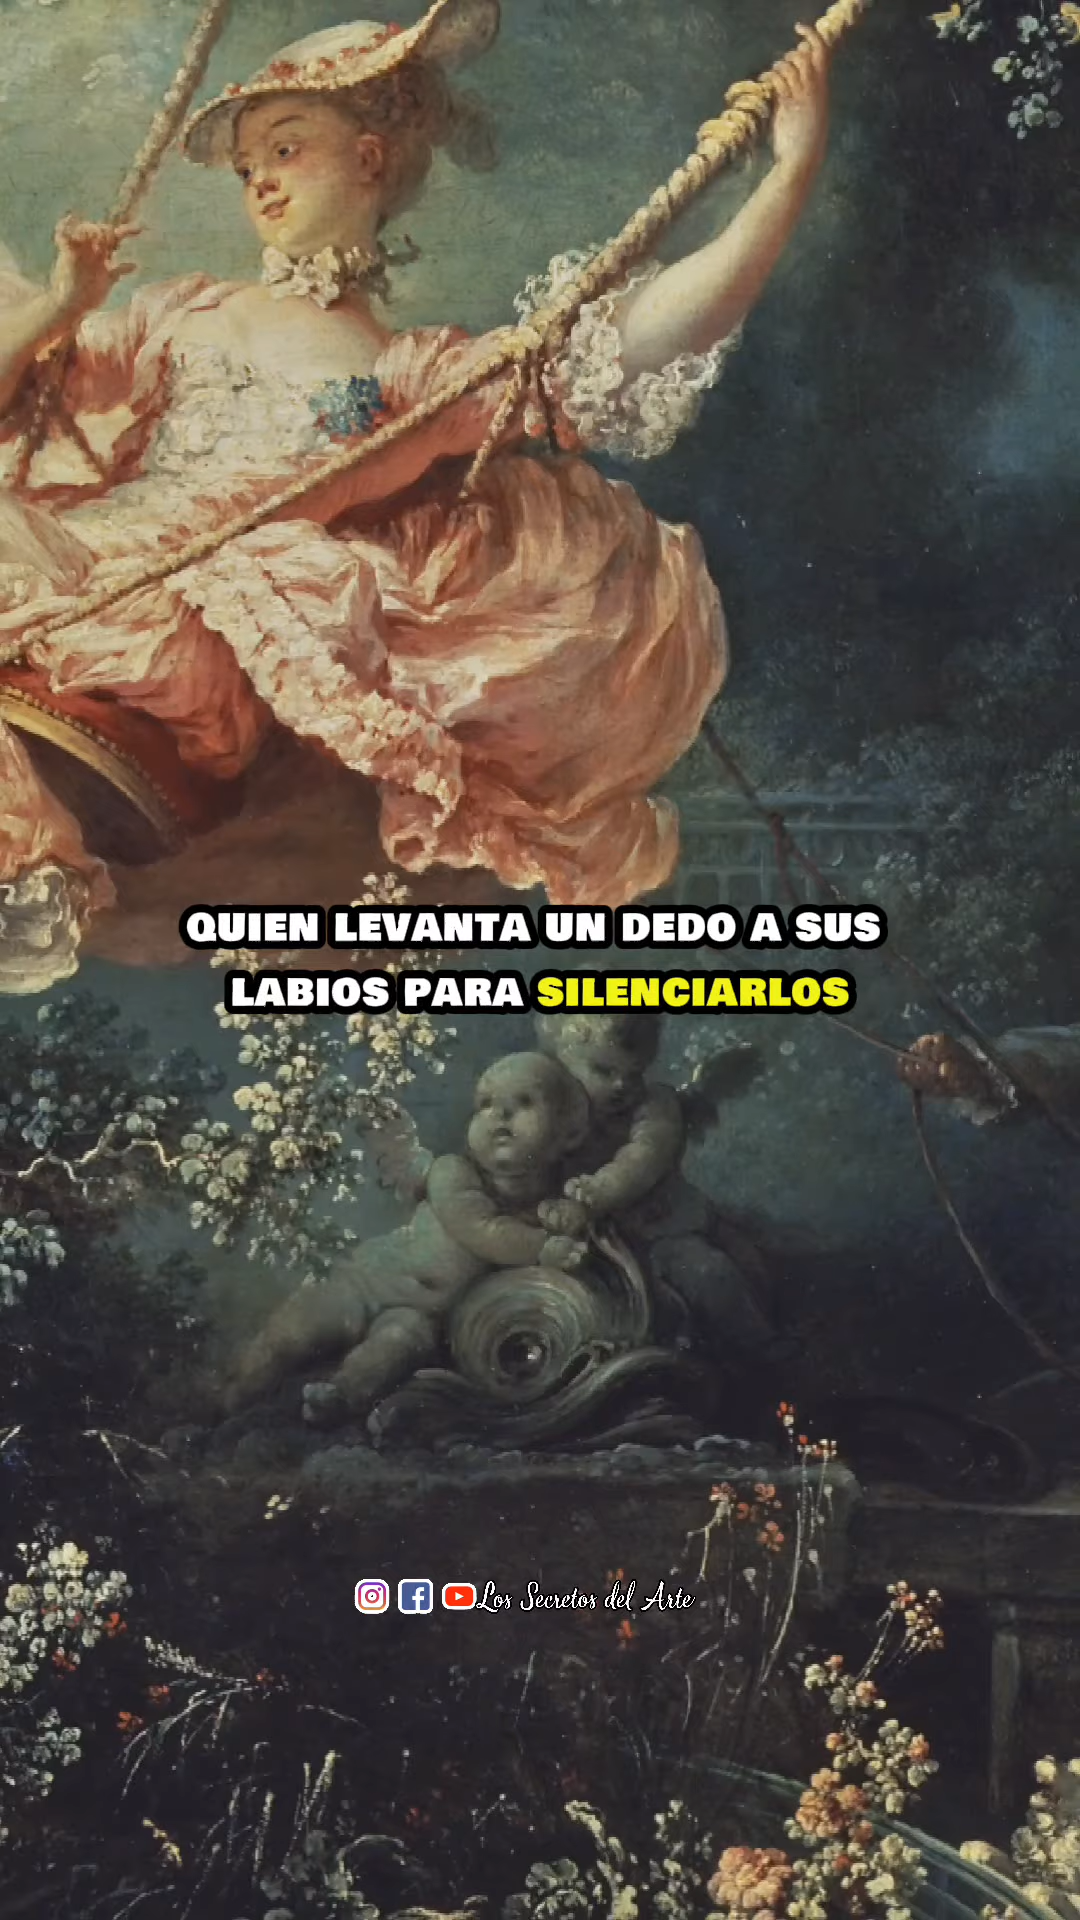 QUIEN LEVANTA UN DEDO A SUS
LABIOS PARA SILENCIARLOS
Los Secretos del Arte